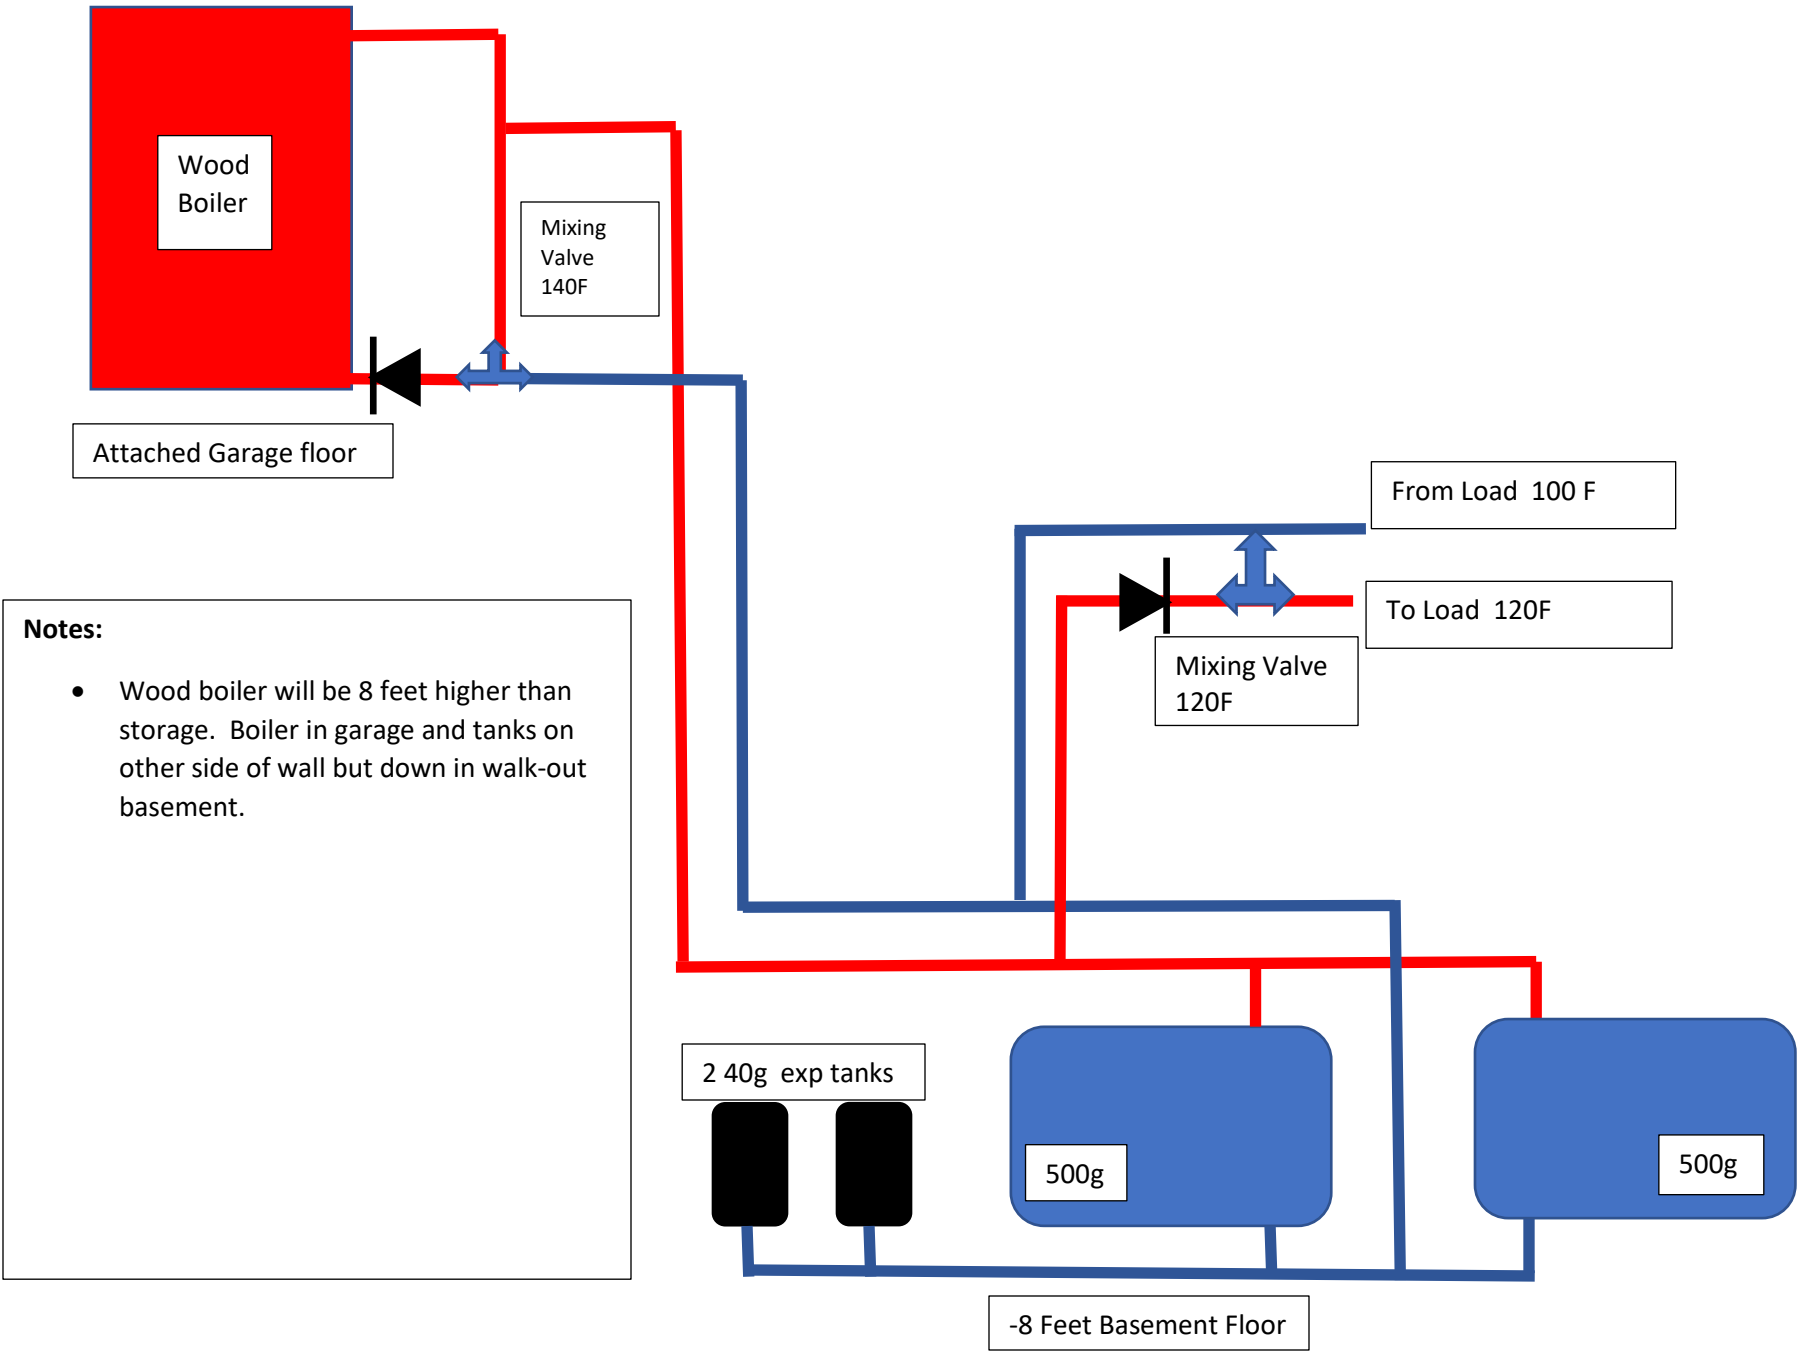 Wood
Boiler
Mixing
Valve
140F
Attached Garage floor
From Load  100 F
To Load  120F
Mixing Valve
120F
Notes:
• Wood boiler will be 8 feet higher than
storage.  Boiler in garage and tanks on
other side of wall but down in walk-out
basement.
2 40g  exp tanks
500g
500g
-8 Feet Basement Floor